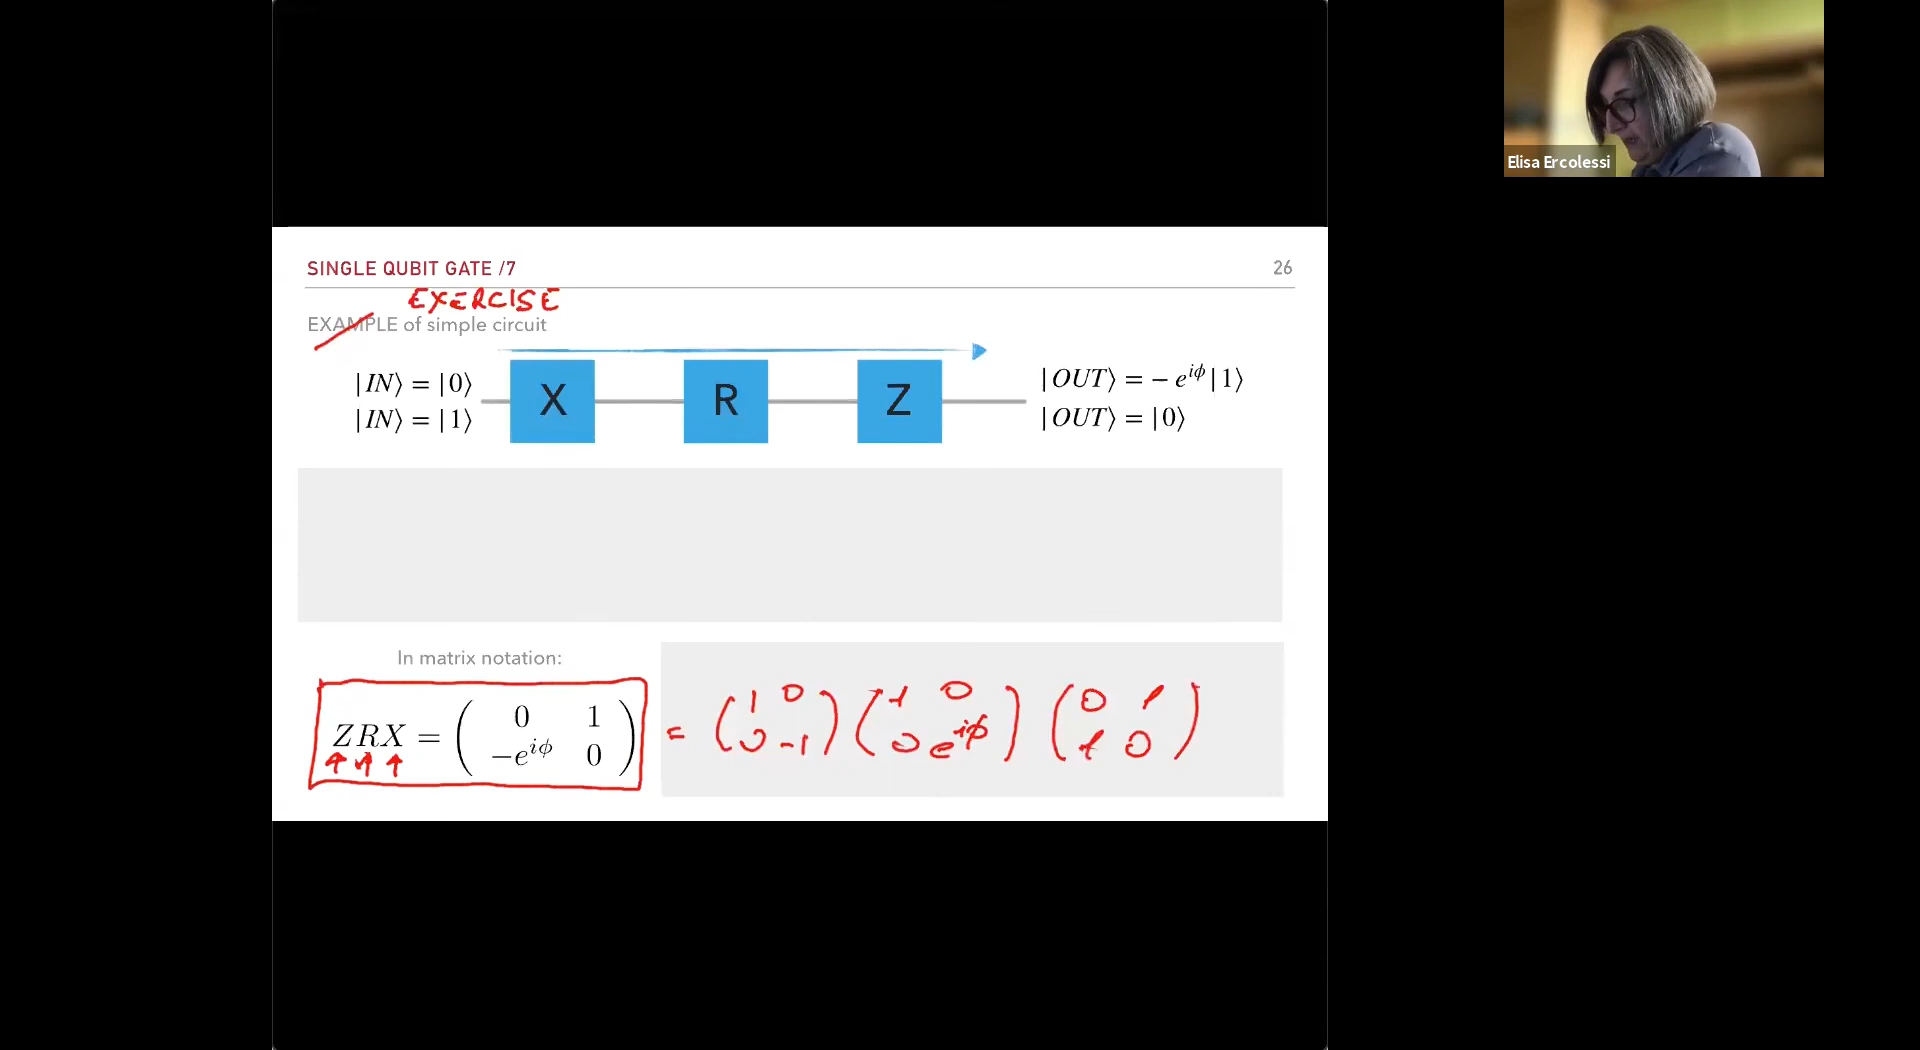 Elisa Ercolessi
SINGLE QUBIT GATE /7
26
EXERCISE
EXAMPLE of simple circuit
|IN⟩ = |0⟩
|IN⟩ = |1⟩
X
R
Z
|OUT⟩ = − e^{iϕ}|1⟩
|OUT⟩ = |0⟩
In matrix notation:
ZRX = ( 0 1 ; −e^{iϕ} 0 ) = ( 1 0 ; 0 -1 ) ( 1 0 ; 0 e^{iϕ} ) ( 0 1 ; 1 0 )